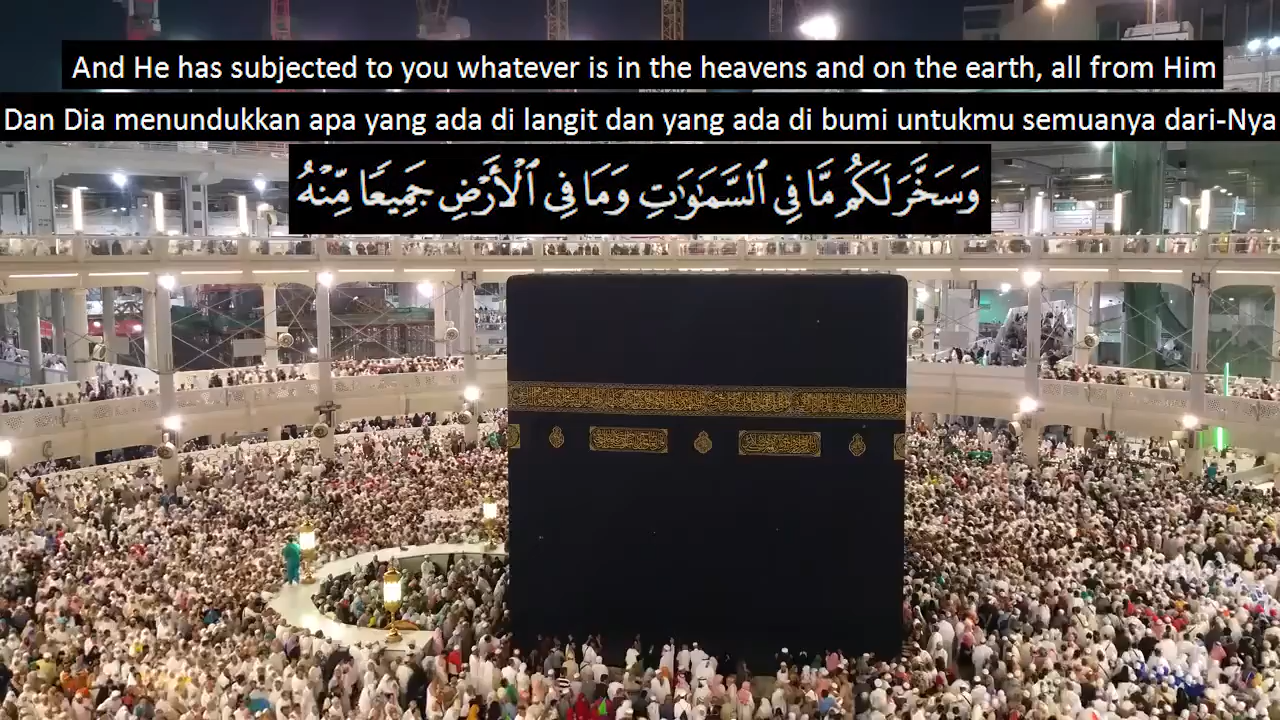 And He has subjected to you whatever is in the heavens and on the earth, all from Him
Dan Dia menundukkan apa yang ada di langit dan yang ada di bumi untukmu semuanya dari-Nya
وَسَخَّرَ لَكُم مَّا فِي ٱلسَّمَـٰوَٰتِ وَمَا فِي ٱلْأَرْضِ جَمِيعًا مِّنْهُ